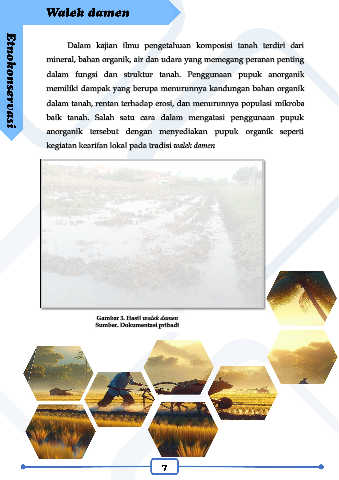 Walek damen
Etnokonservasi
Dalam kajian ilmu pengetahuan komposisi tanah terdiri dari
mineral, bahan organik, air dan udara yang memegang peranan penting
dalam fungsi dan struktur tanah. Penggunaan pupuk anorganik
memiliki dampak yang berupa menurunnya kandungan bahan organik
dalam tanah, rentan terhadap erosi, dan menurunnya populasi mikroba
baik tanah. Salah satu cara dalam mengatasi penggunaan pupuk
anorganik tersebut dengan menyediakan pupuk organik seperti
kegiatan kearifan lokal pada tradisi walek damen
Gambar 3. Hasil walek damen
Sumber. Dokumentasi pribadi
7